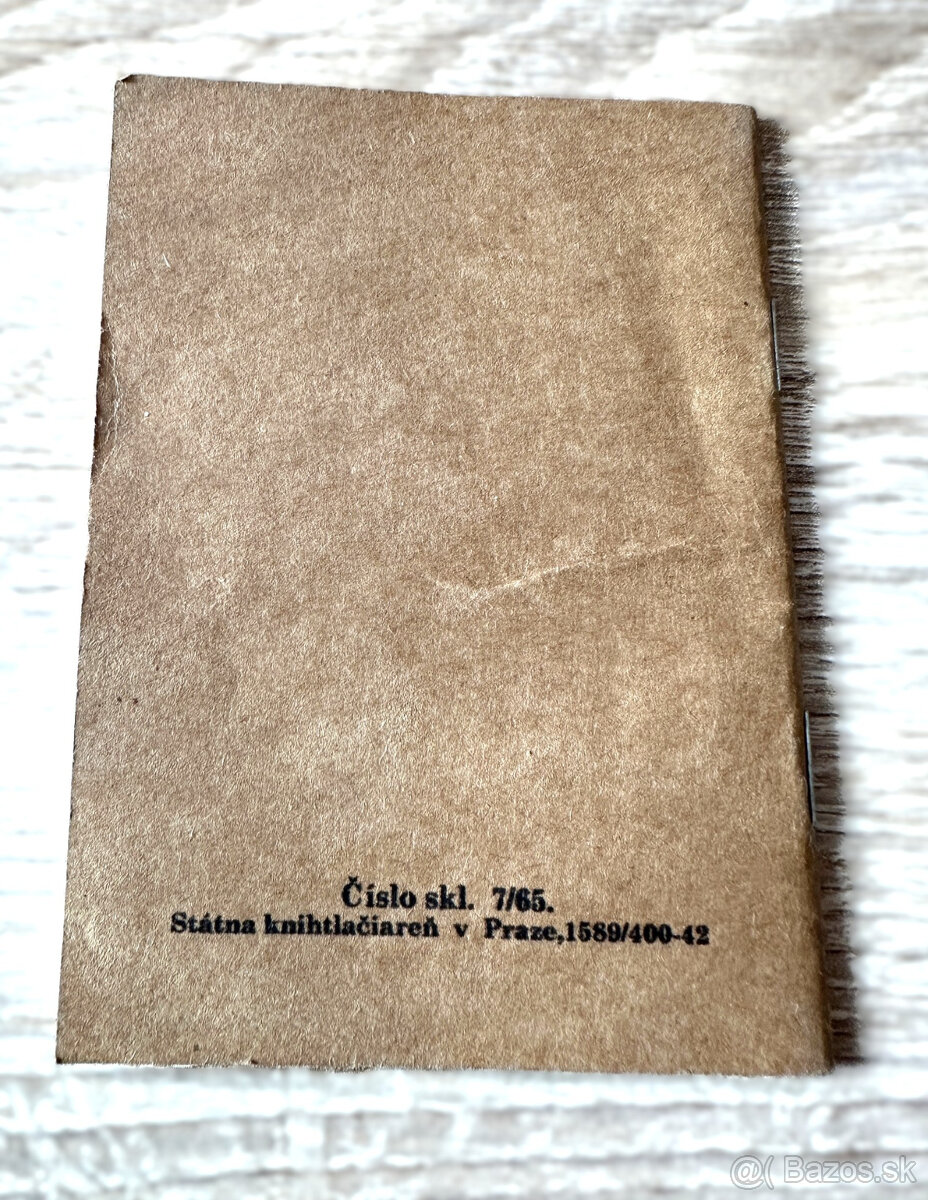 Číslo skl. 7/65.
Státna knihtlačiareň v Praze,1589/400-42
@( Bazos.sk